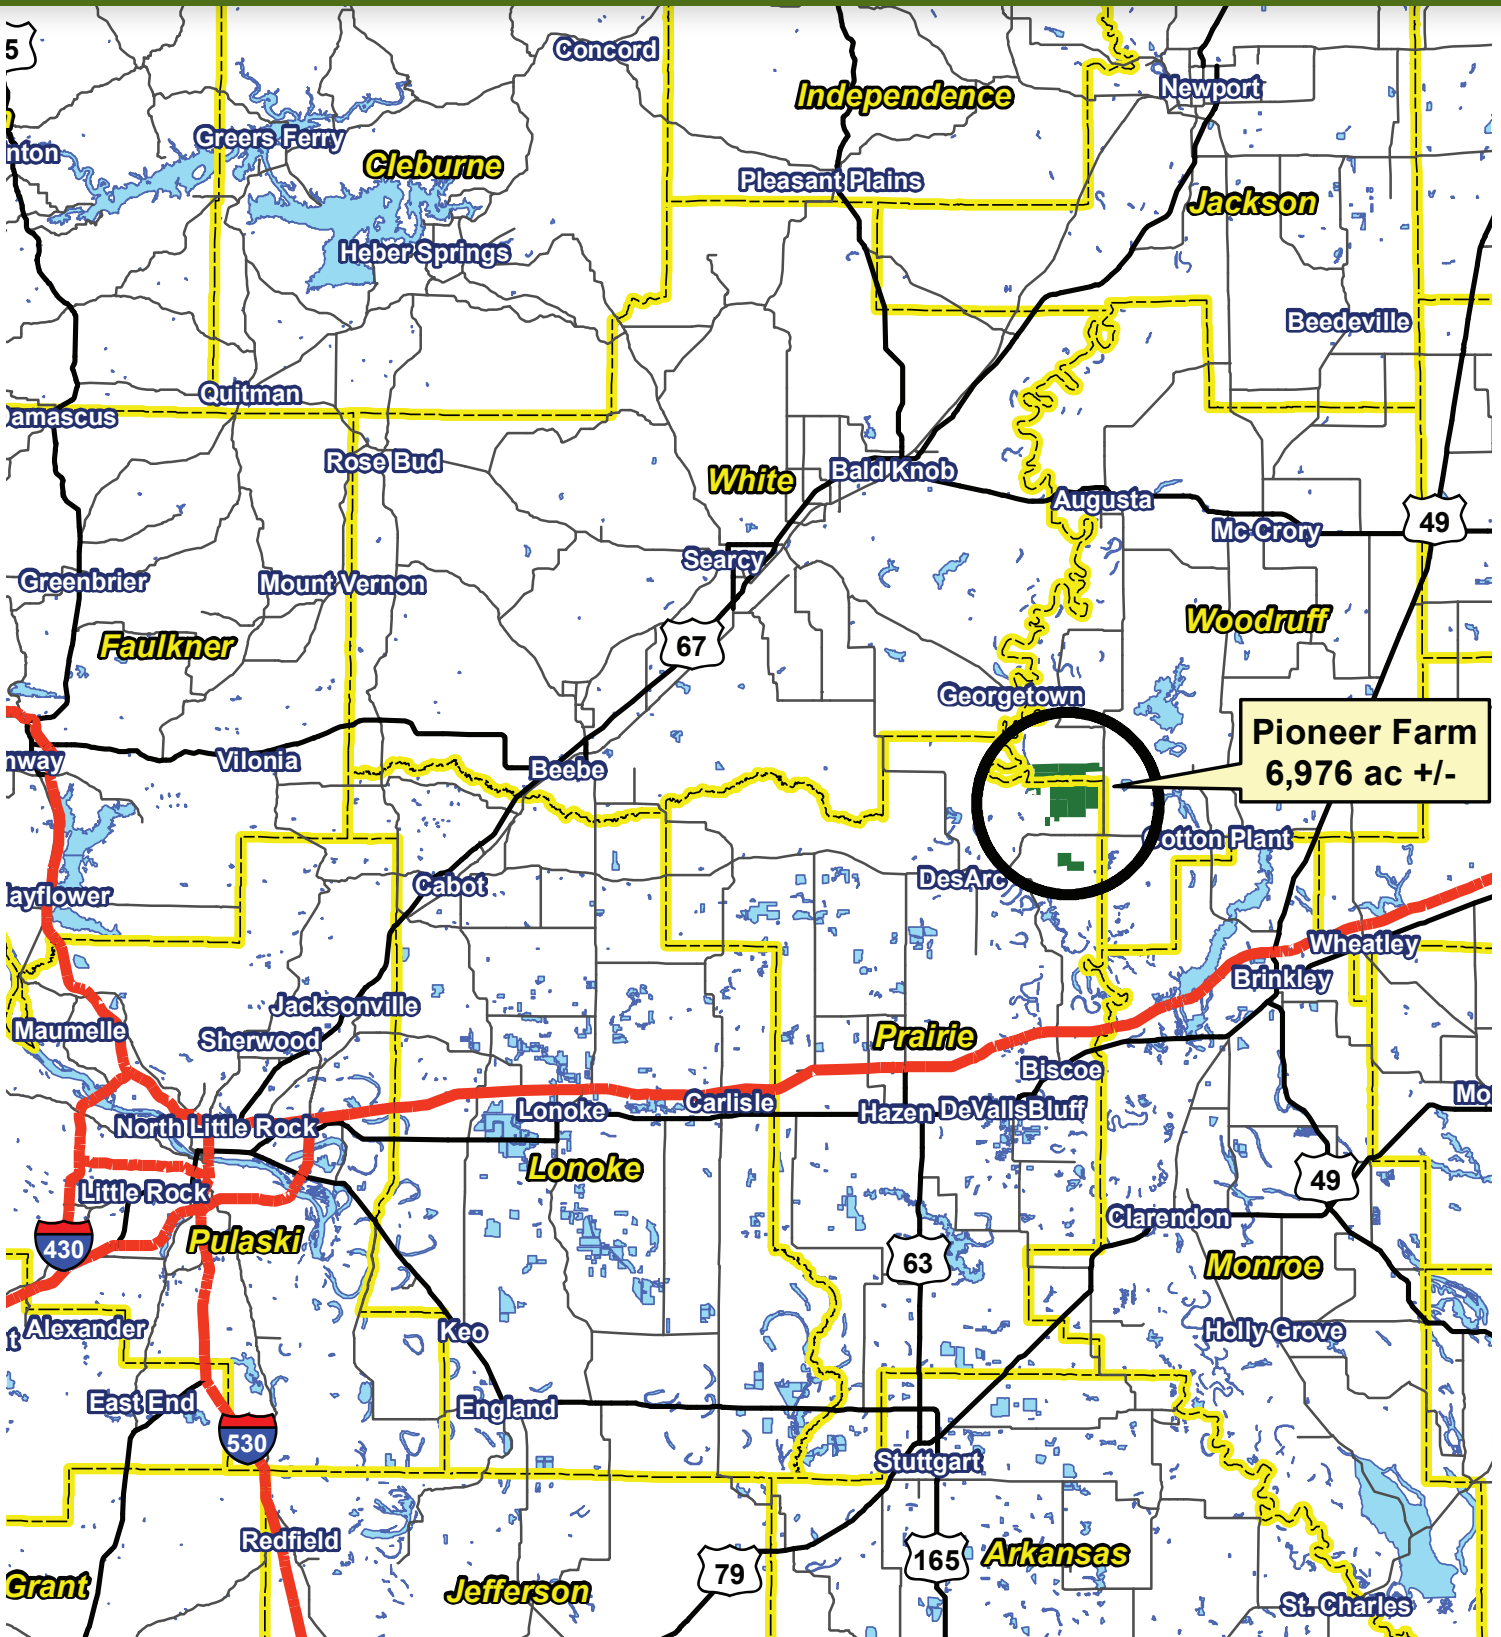 5
Concord
Independence
Newport
Greers Ferry
nton
Cleburne
Pleasant Plains
Jackson
Heber Springs
Beedeville
Quitman
amascus
Rose Bud
White
Bald Knob
Augusta
49
Mc Crory
Searcy
Greenbrier
Mount Vernon
Woodruff
Faulkner
67
Georgetown
Pioneer Farm
6,976 ac +/-
nway
Vilonia
Beebe
Cotton Plant
DesArc
Cabot
ayflower
Wheatley
Brinkley
Jacksonville
Maumelle
Sherwood
Prairie
Biscoe
Mo
Lonoke
Carlisle
Hazen
DeVallsBluff
North Little Rock
Lonoke
49
Little Rock
Clarendon
430
Pulaski
63
Monroe
Alexander
t
Keo
Holly Grove
East End
England
530
Stuttgart
Redfield
79
165
Arkansas
Grant
Jefferson
St. Charles